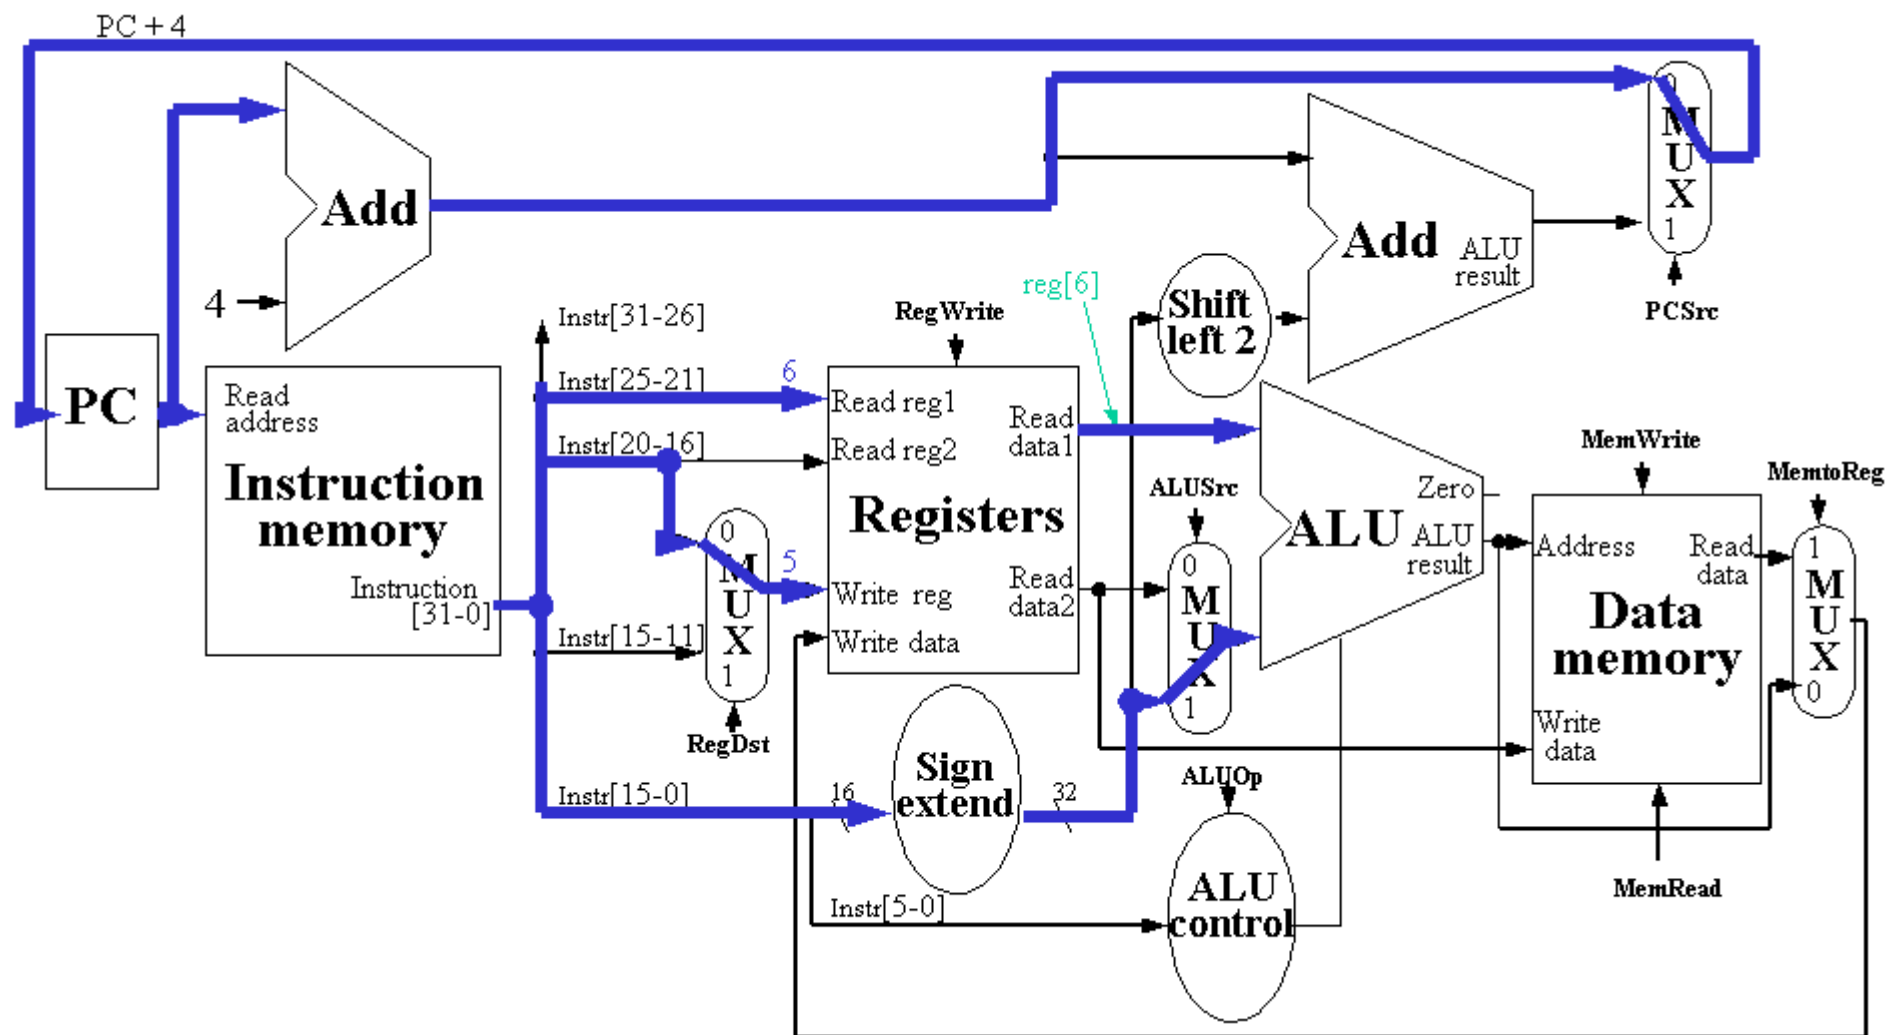 PC + 4
0
M
U
X
1
PCSrc
Add
4
Add
ALU
result
Shift
left 2
reg[6]
PC
Read
address
Instruction
memory
Instruction
[31-0]
Instr[31-26]
Instr[25-21]
6
Instr[20-16]
Instr[15-11]
Instr[15-0]
0
M
U
X
1
RegDst
5
RegWrite
Read reg1
Read
data1
Read reg2
Registers
Write reg
Read
data2
Write data
16
Sign
extend
32
Instr[5-0]
ALUSrc
0
M
U
X
1
ALUOp
ALU
control
Zero
ALU
ALU
result
MemWrite
Address
Read
data
Data
memory
Write
data
MemRead
MemtoReg
1
M
U
X
0